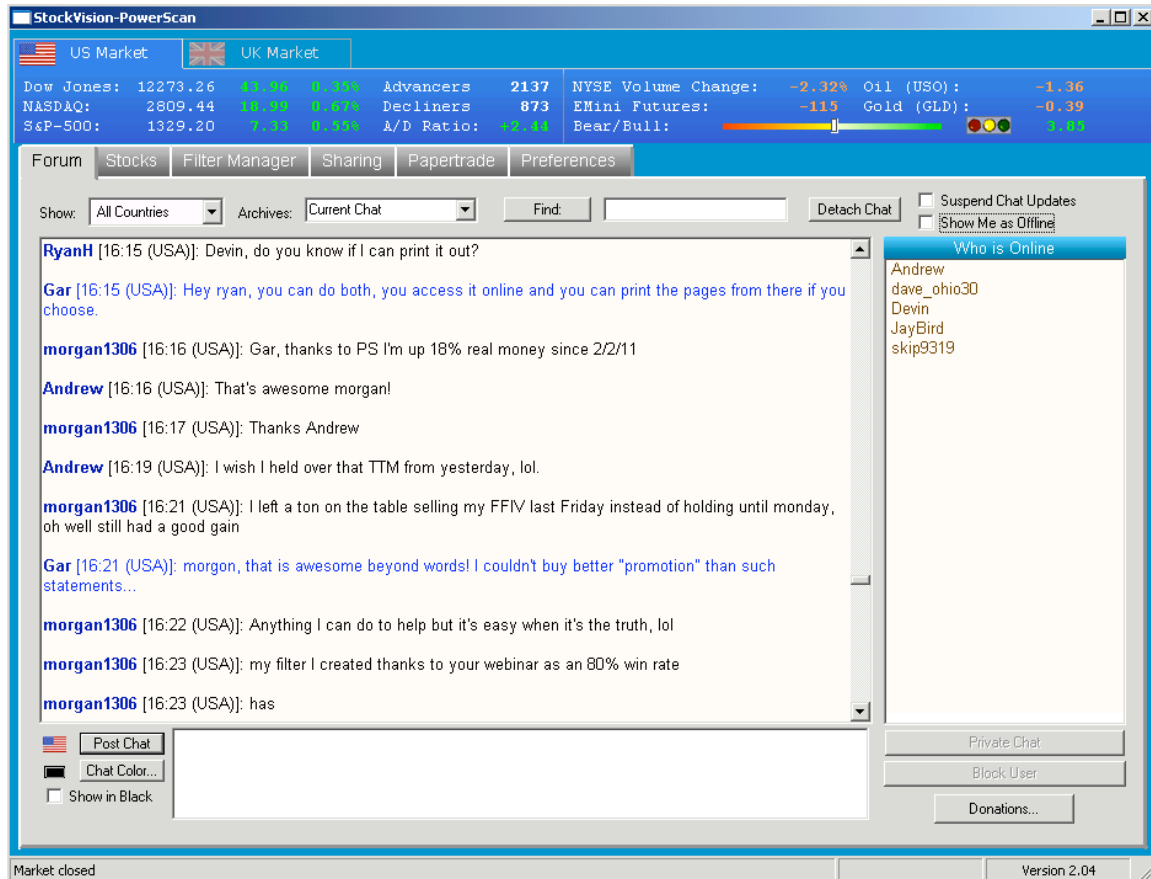 StockVision-PowerScan
US Market
UK Market
Dow Jones: 12273.26 43.96 0.35% Advancers 2137 NYSE Volume Change: -2.32% Oil (USO): -1.36
NASDAQ: 2809.44 18.99 0.67% Decliners 873 EMini Futures: -115 Gold (GLD): -0.39
S&P-500: 1329.20 7.33 0.55% A/D Ratio: +2.44 Bear/Bull: 3.85
Forum Stocks Filter Manager Sharing Papertrade Preferences
Show: All Countries Archives: Current Chat Find: Detach Chat Suspend Chat Updates
Show Me as Offline
RyanH [16:15 (USA)]: Devin, do you know if I can print it out?
Gar [16:15 (USA)]: Hey ryan, you can do both, you access it online and you can print the pages from there if you
choose.
morgan1306 [16:16 (USA)]: Gar, thanks to PS I'm up 18% real money since 2/2/11
Andrew [16:16 (USA)]: That's awesome morgan!
morgan1306 [16:17 (USA)]: Thanks Andrew
Andrew [16:19 (USA)]: I wish I held over that TTM from yesterday, lol.
morgan1306 [16:21 (USA)]: I left a ton on the table selling my FFIV last Friday instead of holding until monday,
oh well still had a good gain
Gar [16:21 (USA)]: morgon, that is awesome beyond words! I couldn't buy better "promotion" than such
statements...
morgan1306 [16:22 (USA)]: Anything I can do to help but it's easy when it's the truth, lol
morgan1306 [16:23 (USA)]: my filter I created thanks to your webinar as an 80% win rate
morgan1306 [16:23 (USA)]: has
Who is Online
Andrew
dave_ohio30
Devin
JayBird
skip9319
Post Chat
Chat Color...
Show in Black
Private Chat
Block User
Donations...
Market closed
Version 2.04